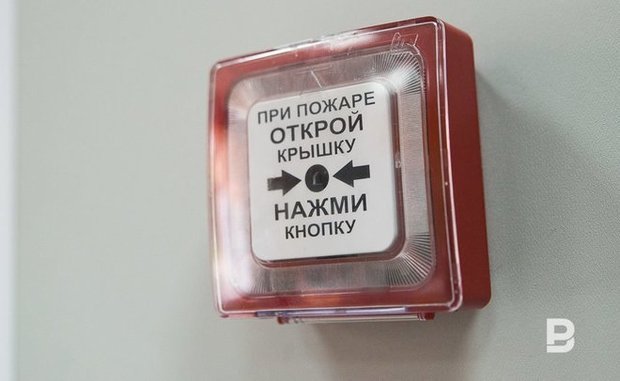 ПРИ ПОЖАРЕ
ОТКРОЙ
КРЫШКУ
НАЖМИ
КНОПКУ
B